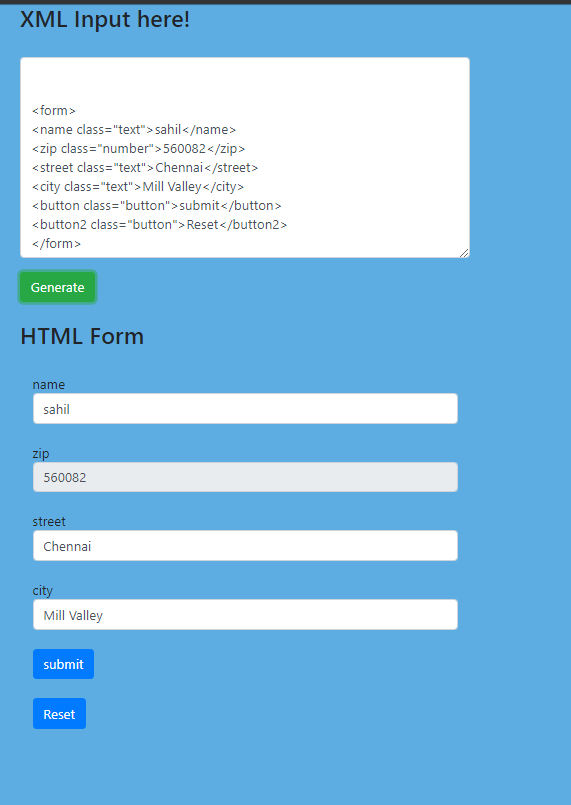 XML Input here!
<form>
<name class="text">sahil</name>
<zip class="number">560082</zip>
<street class="text">Chennai</street>
<city class="text">Mill Valley</city>
<button class="button">submit</button>
<button2 class="button">Reset</button2>
</form>
Generate
HTML Form
name
sahil
zip
560082
street
Chennai
city
Mill Valley
submit
Reset